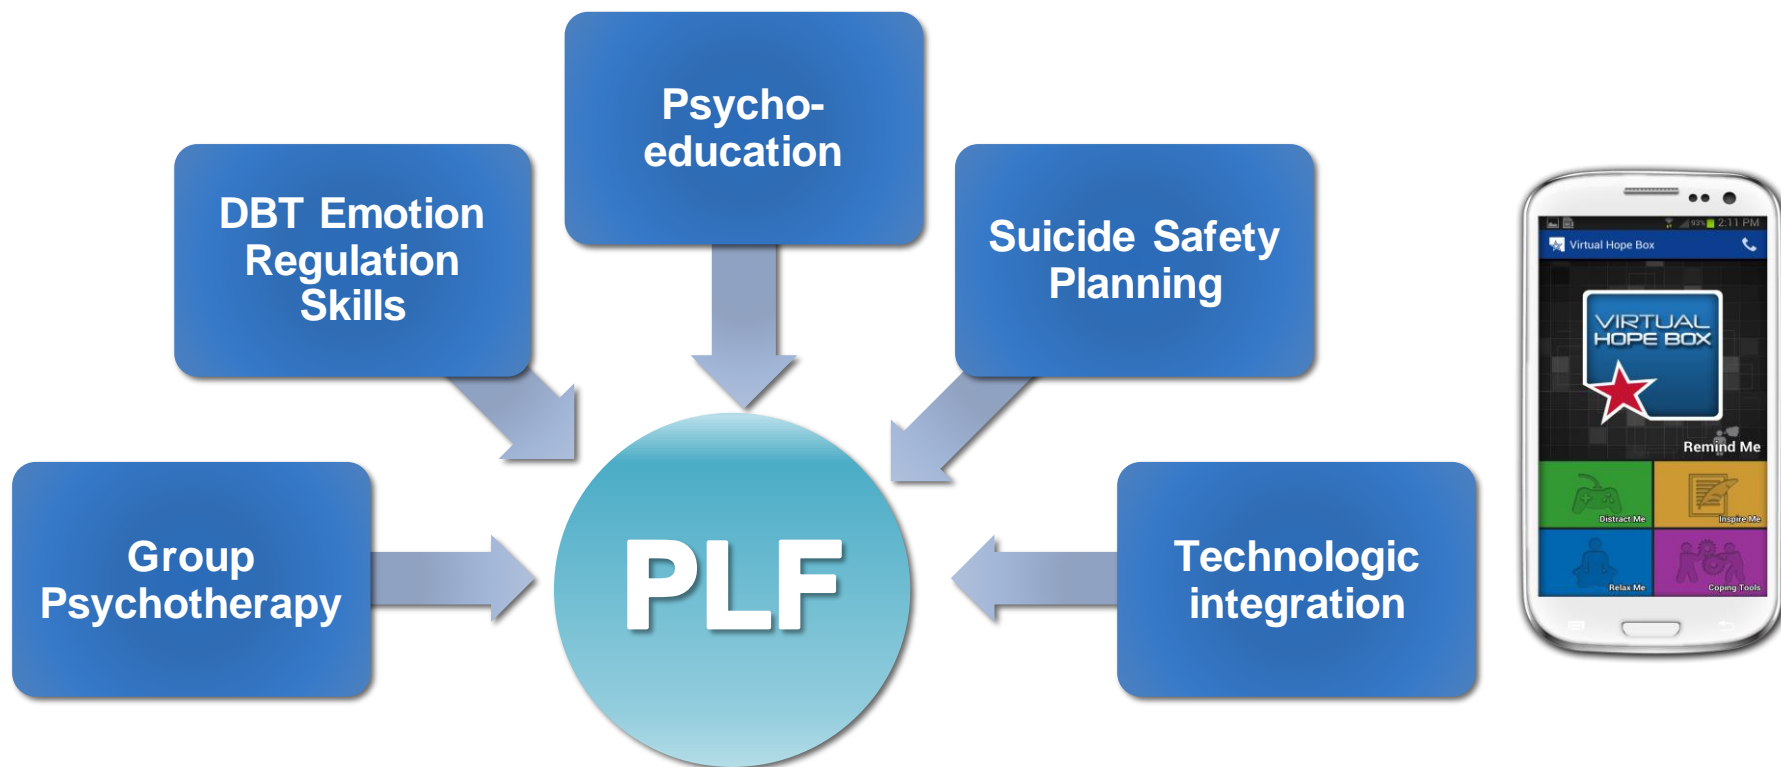 Psycho-
education
DBT Emotion
Regulation
Skills
Suicide Safety
Planning
Group
Psychotherapy
PLF
Technologic
integration
93% 2:11 PM
Virtual Hope Box
VIRTUAL
HOPE BOX
Remind Me
Distract Me
Inspire Me
Relax Me
Coping Tools